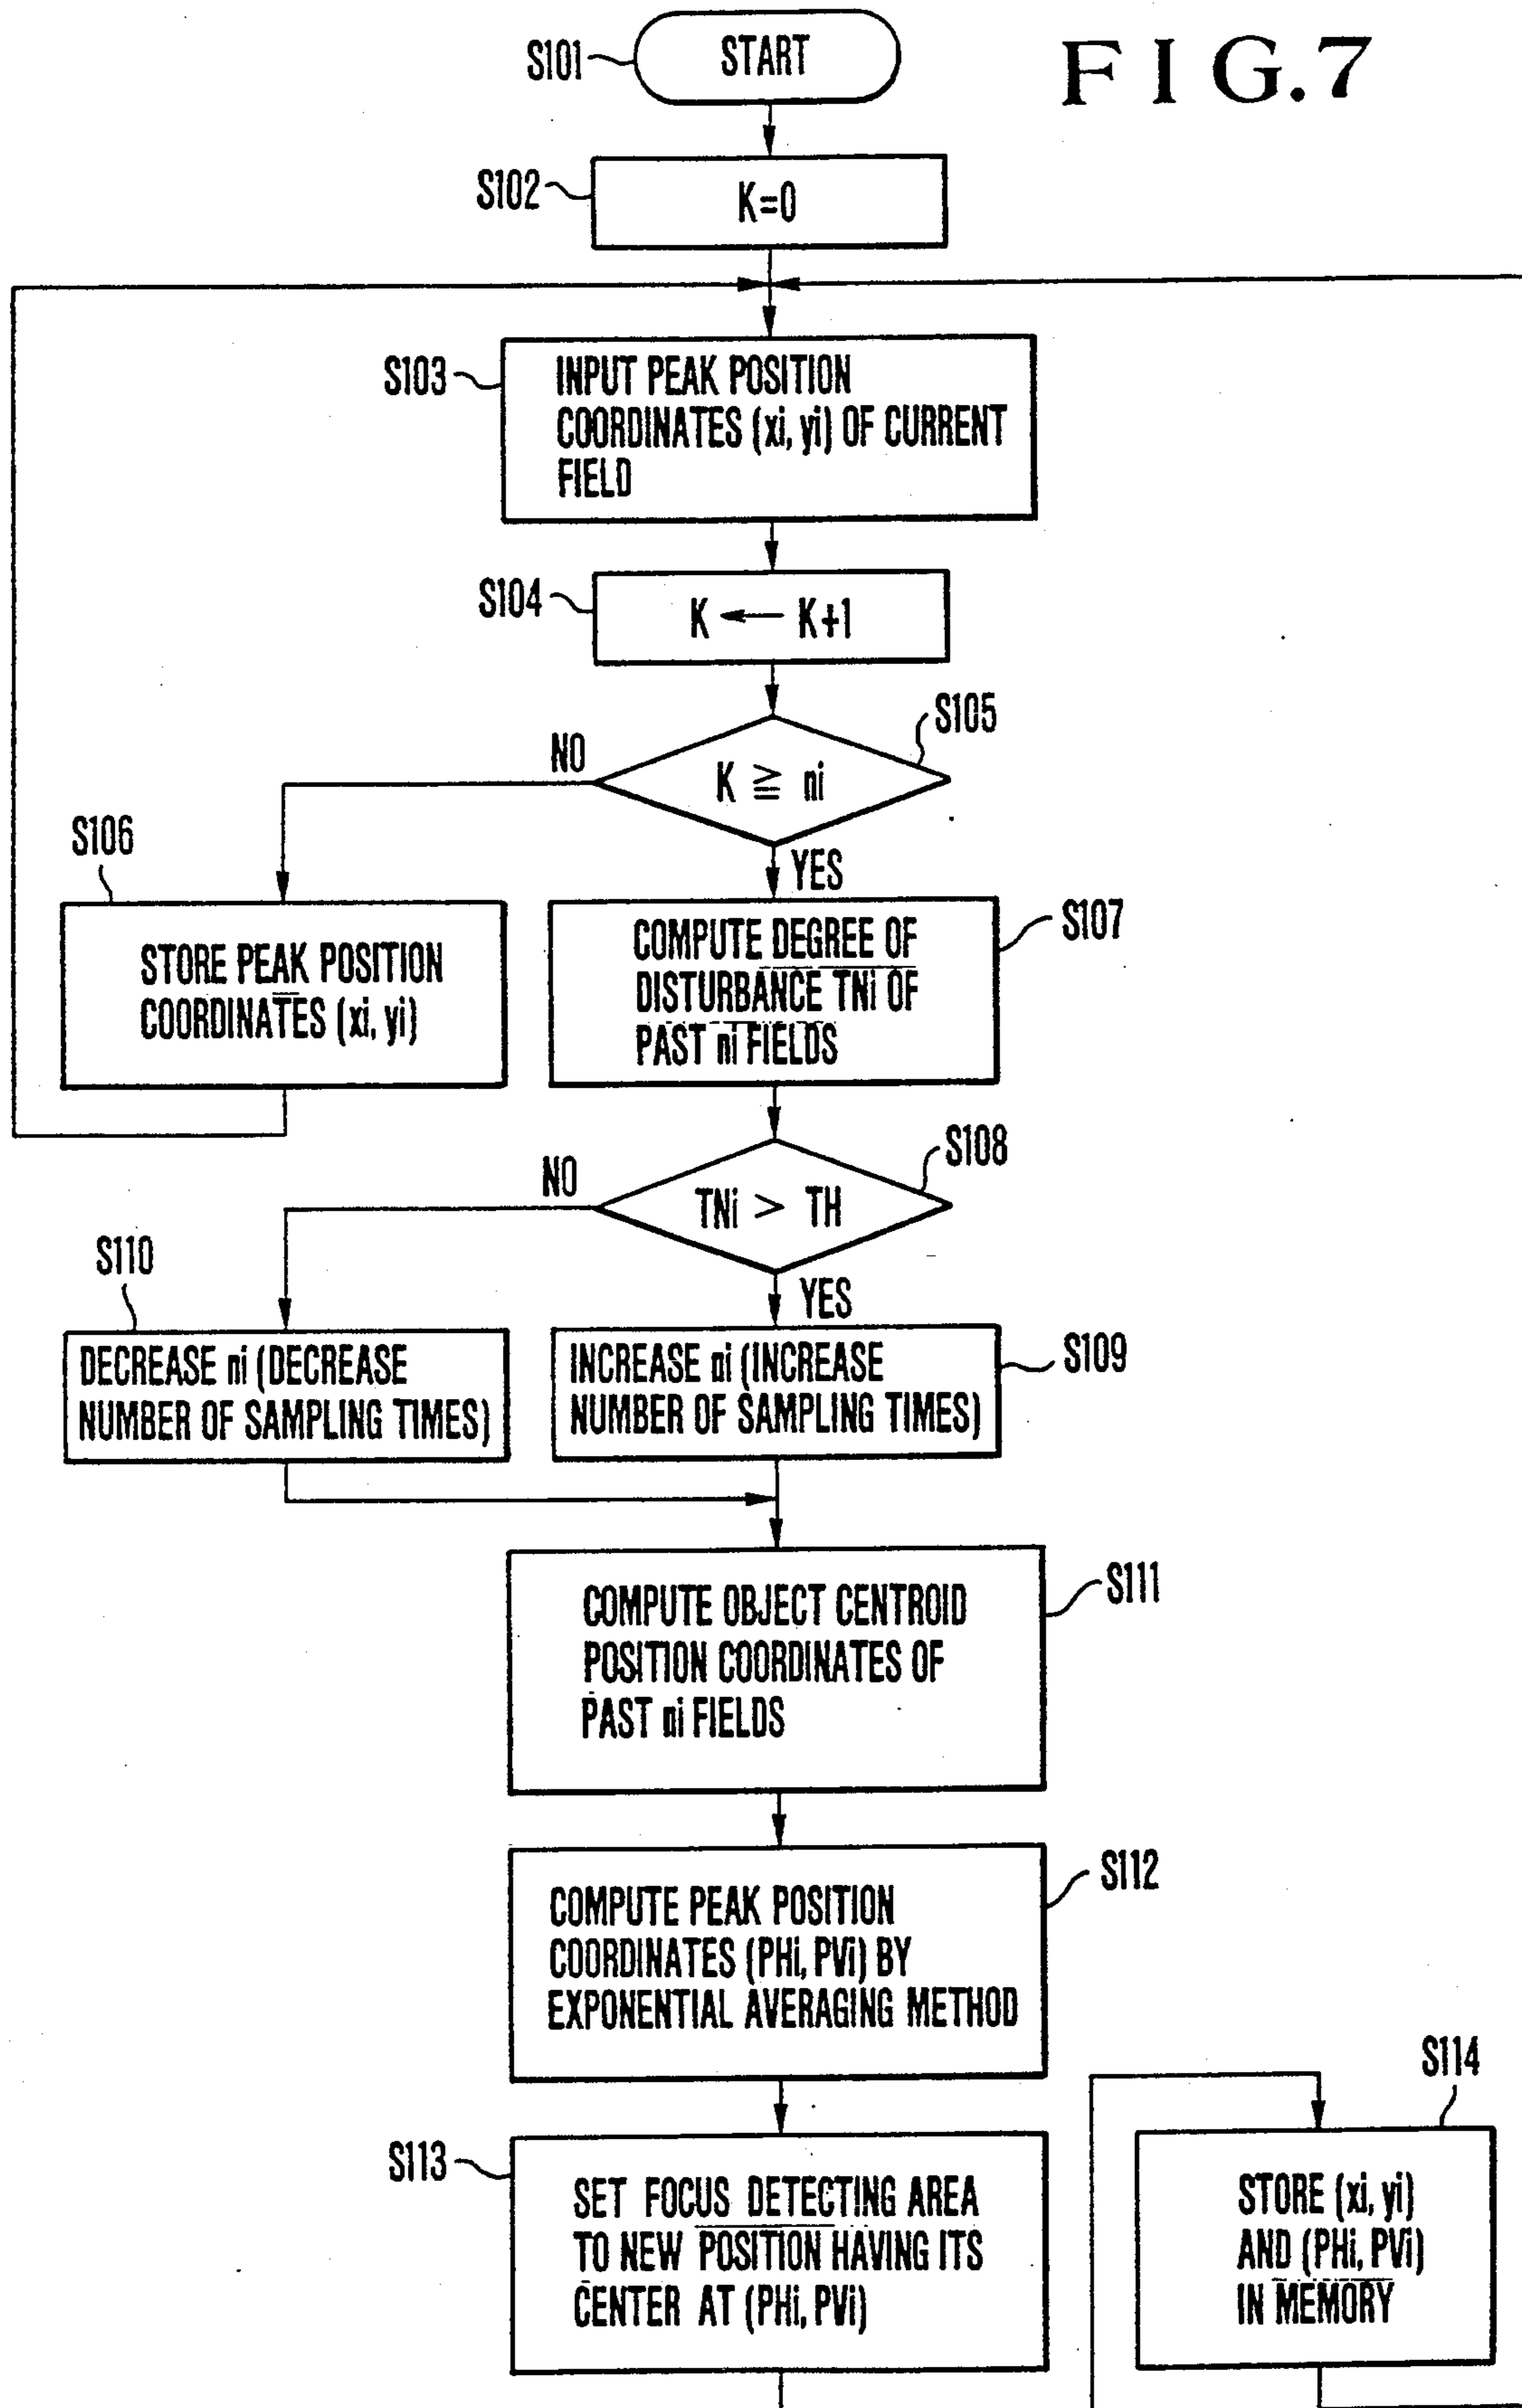 FIG.7
S101
START
S102
K=0
S103
INPUT PEAK POSITION
COORDINATES (xi, yi) OF CURRENT
FIELD
S104
K ← K+1
S105
K ≧ ni
NO
YES
S106
STORE PEAK POSITION
COORDINATES (xi, yi)
S107
COMPUTE DEGREE OF
DISTURBANCE TNi OF
PAST ni FIELDS
S108
TNi > TH
NO
YES
S110
DECREASE ni (DECREASE
NUMBER OF SAMPLING TIMES)
S109
INCREASE ni (INCREASE
NUMBER OF SAMPLING TIMES)
S111
COMPUTE OBJECT CENTROID
POSITION COORDINATES OF
PAST ni FIELDS
S112
COMPUTE PEAK POSITION
COORDINATES (PHi, PVi) BY
EXPONENTIAL AVERAGING METHOD
S113
SET FOCUS DETECTING AREA
TO NEW POSITION HAVING ITS
CENTER AT (PHi, PVi)
S114
STORE (xi, yi)
AND (PHi, PVi)
IN MEMORY